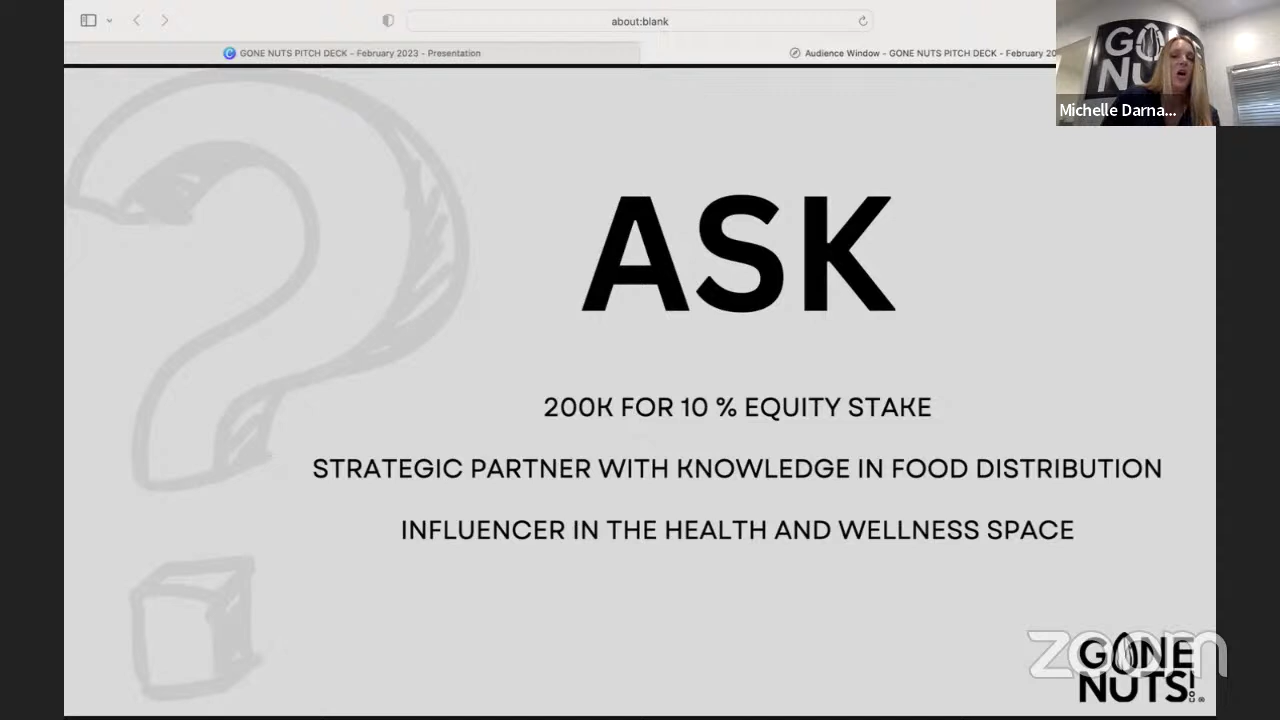 about:blank
GONE NUTS PITCH DECK - February 2023 - Presentation
Audience Window - GONE NUTS PITCH DECK - February 20
GO
NU
Michelle Darna...
ASK
200K FOR 10 % EQUITY STAKE
STRATEGIC PARTNER WITH KNOWLEDGE IN FOOD DISTRIBUTION
INFLUENCER IN THE HEALTH AND WELLNESS SPACE
zoom
GONE
NUTS!